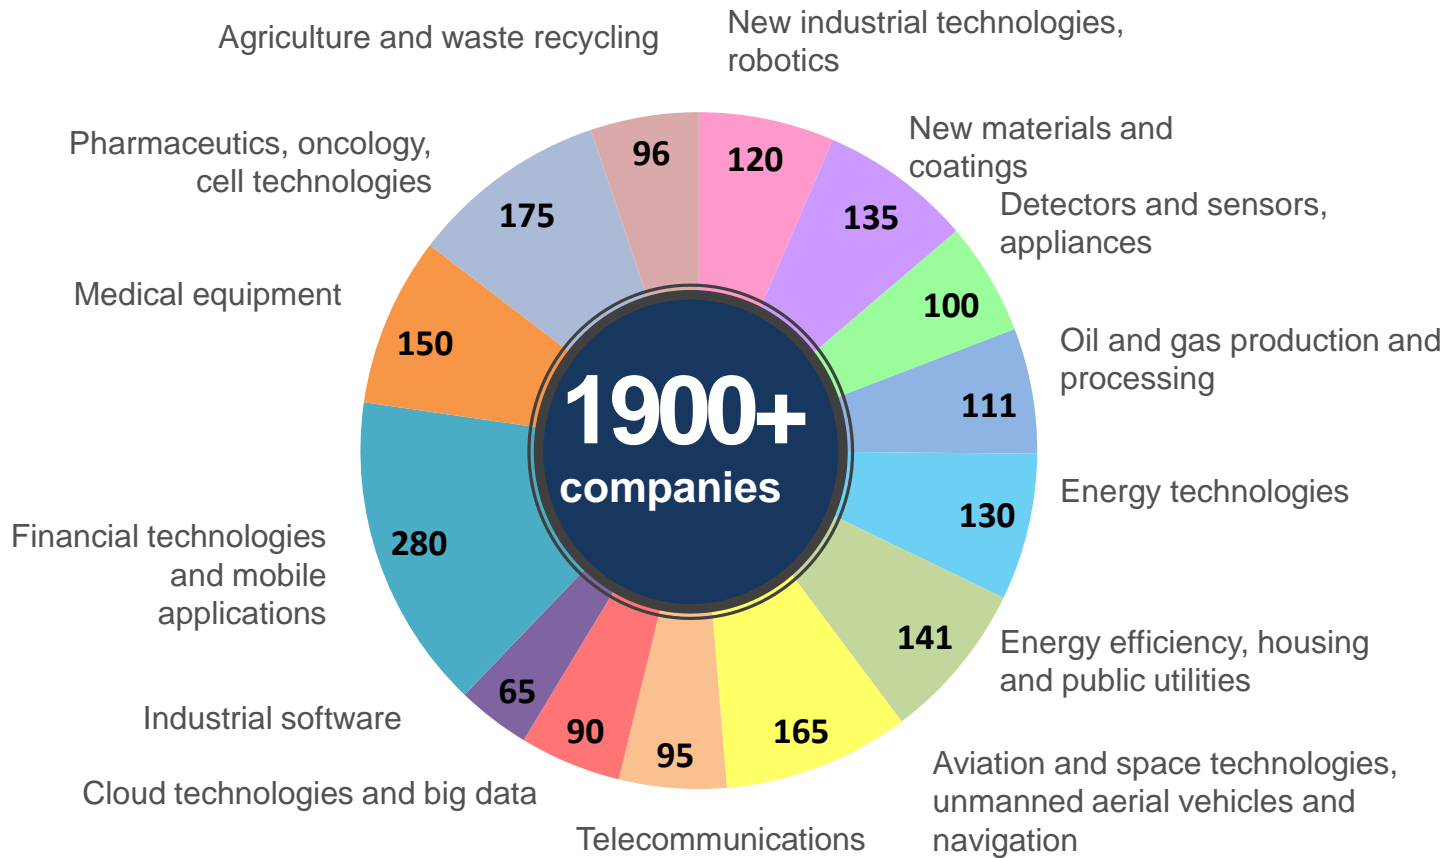 Agriculture and waste recycling
New industrial technologies,
robotics
Pharmaceutics, oncology,
cell technologies
New materials and
coatings
Detectors and sensors,
appliances
Medical equipment
Oil and gas production and
processing
Energy technologies
Financial technologies
and mobile
applications
Energy efficiency, housing
and public utilities
Industrial software
Aviation and space technologies,
unmanned aerial vehicles and
navigation
Cloud technologies and big data
Telecommunications
96
120
175
135
100
150
111
130
280
141
65
90
95
165
1900+
companies